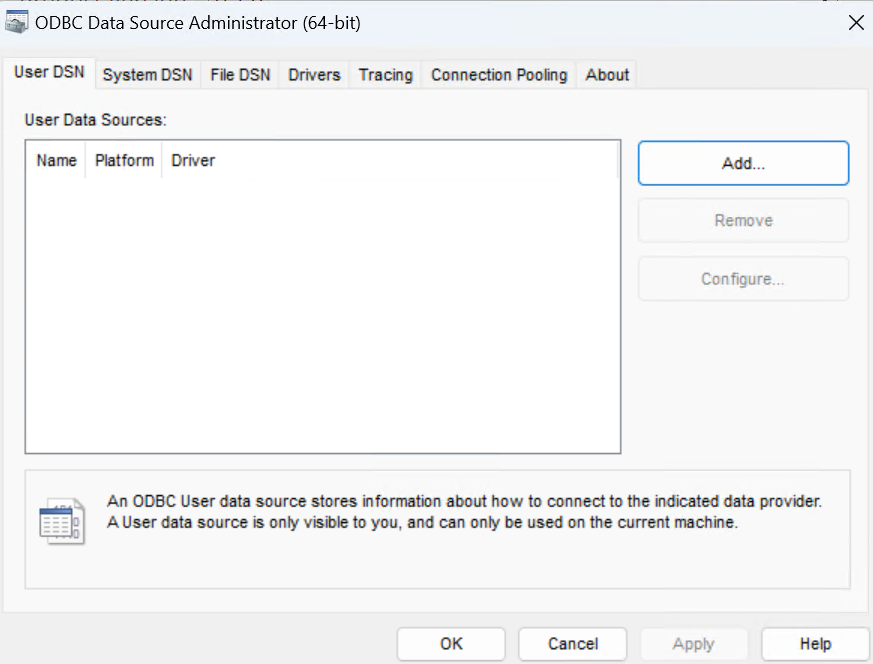 ODBC Data Source Administrator (64-bit)
User DSN System DSN File DSN Drivers Tracing Connection Pooling About
User Data Sources:
Name Platform Driver
Add...
Remove
Configure...
An ODBC User data source stores information about how to connect to the indicated data provider.
A User data source is only visible to you, and can only be used on the current machine.
OK Cancel Apply Help